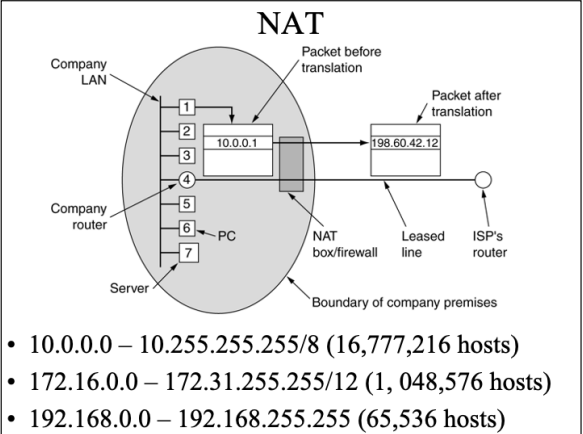 NAT
Company
LAN
Packet before
translation
Packet after
translation
1
2
3
4
5
6
7
10.0.0.1
198.60.42.12
Company
router
PC
Server
NAT
box/firewall
Leased
line
ISP's
router
Boundary of company premises
• 10.0.0.0 – 10.255.255.255/8 (16,777,216 hosts)
• 172.16.0.0 – 172.31.255.255/12 (1, 048,576 hosts)
• 192.168.0.0 – 192.168.255.255 (65,536 hosts)